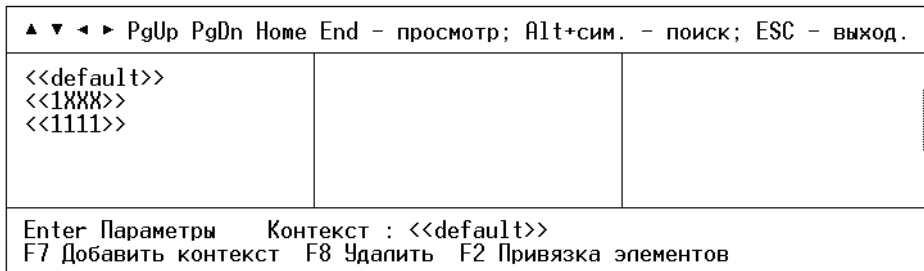 ▲ ▼ ◄ ► PgUp PgDn Home End - просмотр; Alt+сим. - поиск; ESC - выход.
<<default>>
<<1XXX>>
<<1111>>
Enter Параметры Контекст : <<default>>
F7 Добавить контекст F8 Удалить F2 Привязка элементов